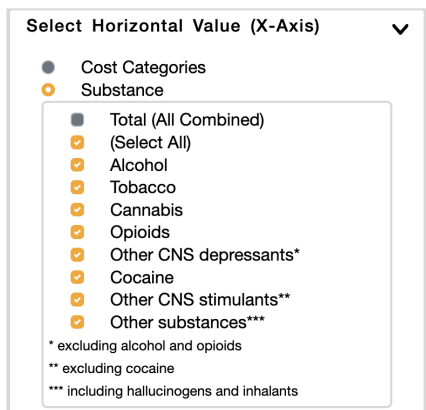 Select Horizontal Value (X-Axis)
Cost Categories
Substance
Total (All Combined)
(Select All)
Alcohol
Tobacco
Cannabis
Opioids
Other CNS depressants*
Cocaine
Other CNS stimulants**
Other substances***
* excluding alcohol and opioids
** excluding cocaine
*** including hallucinogens and inhalants